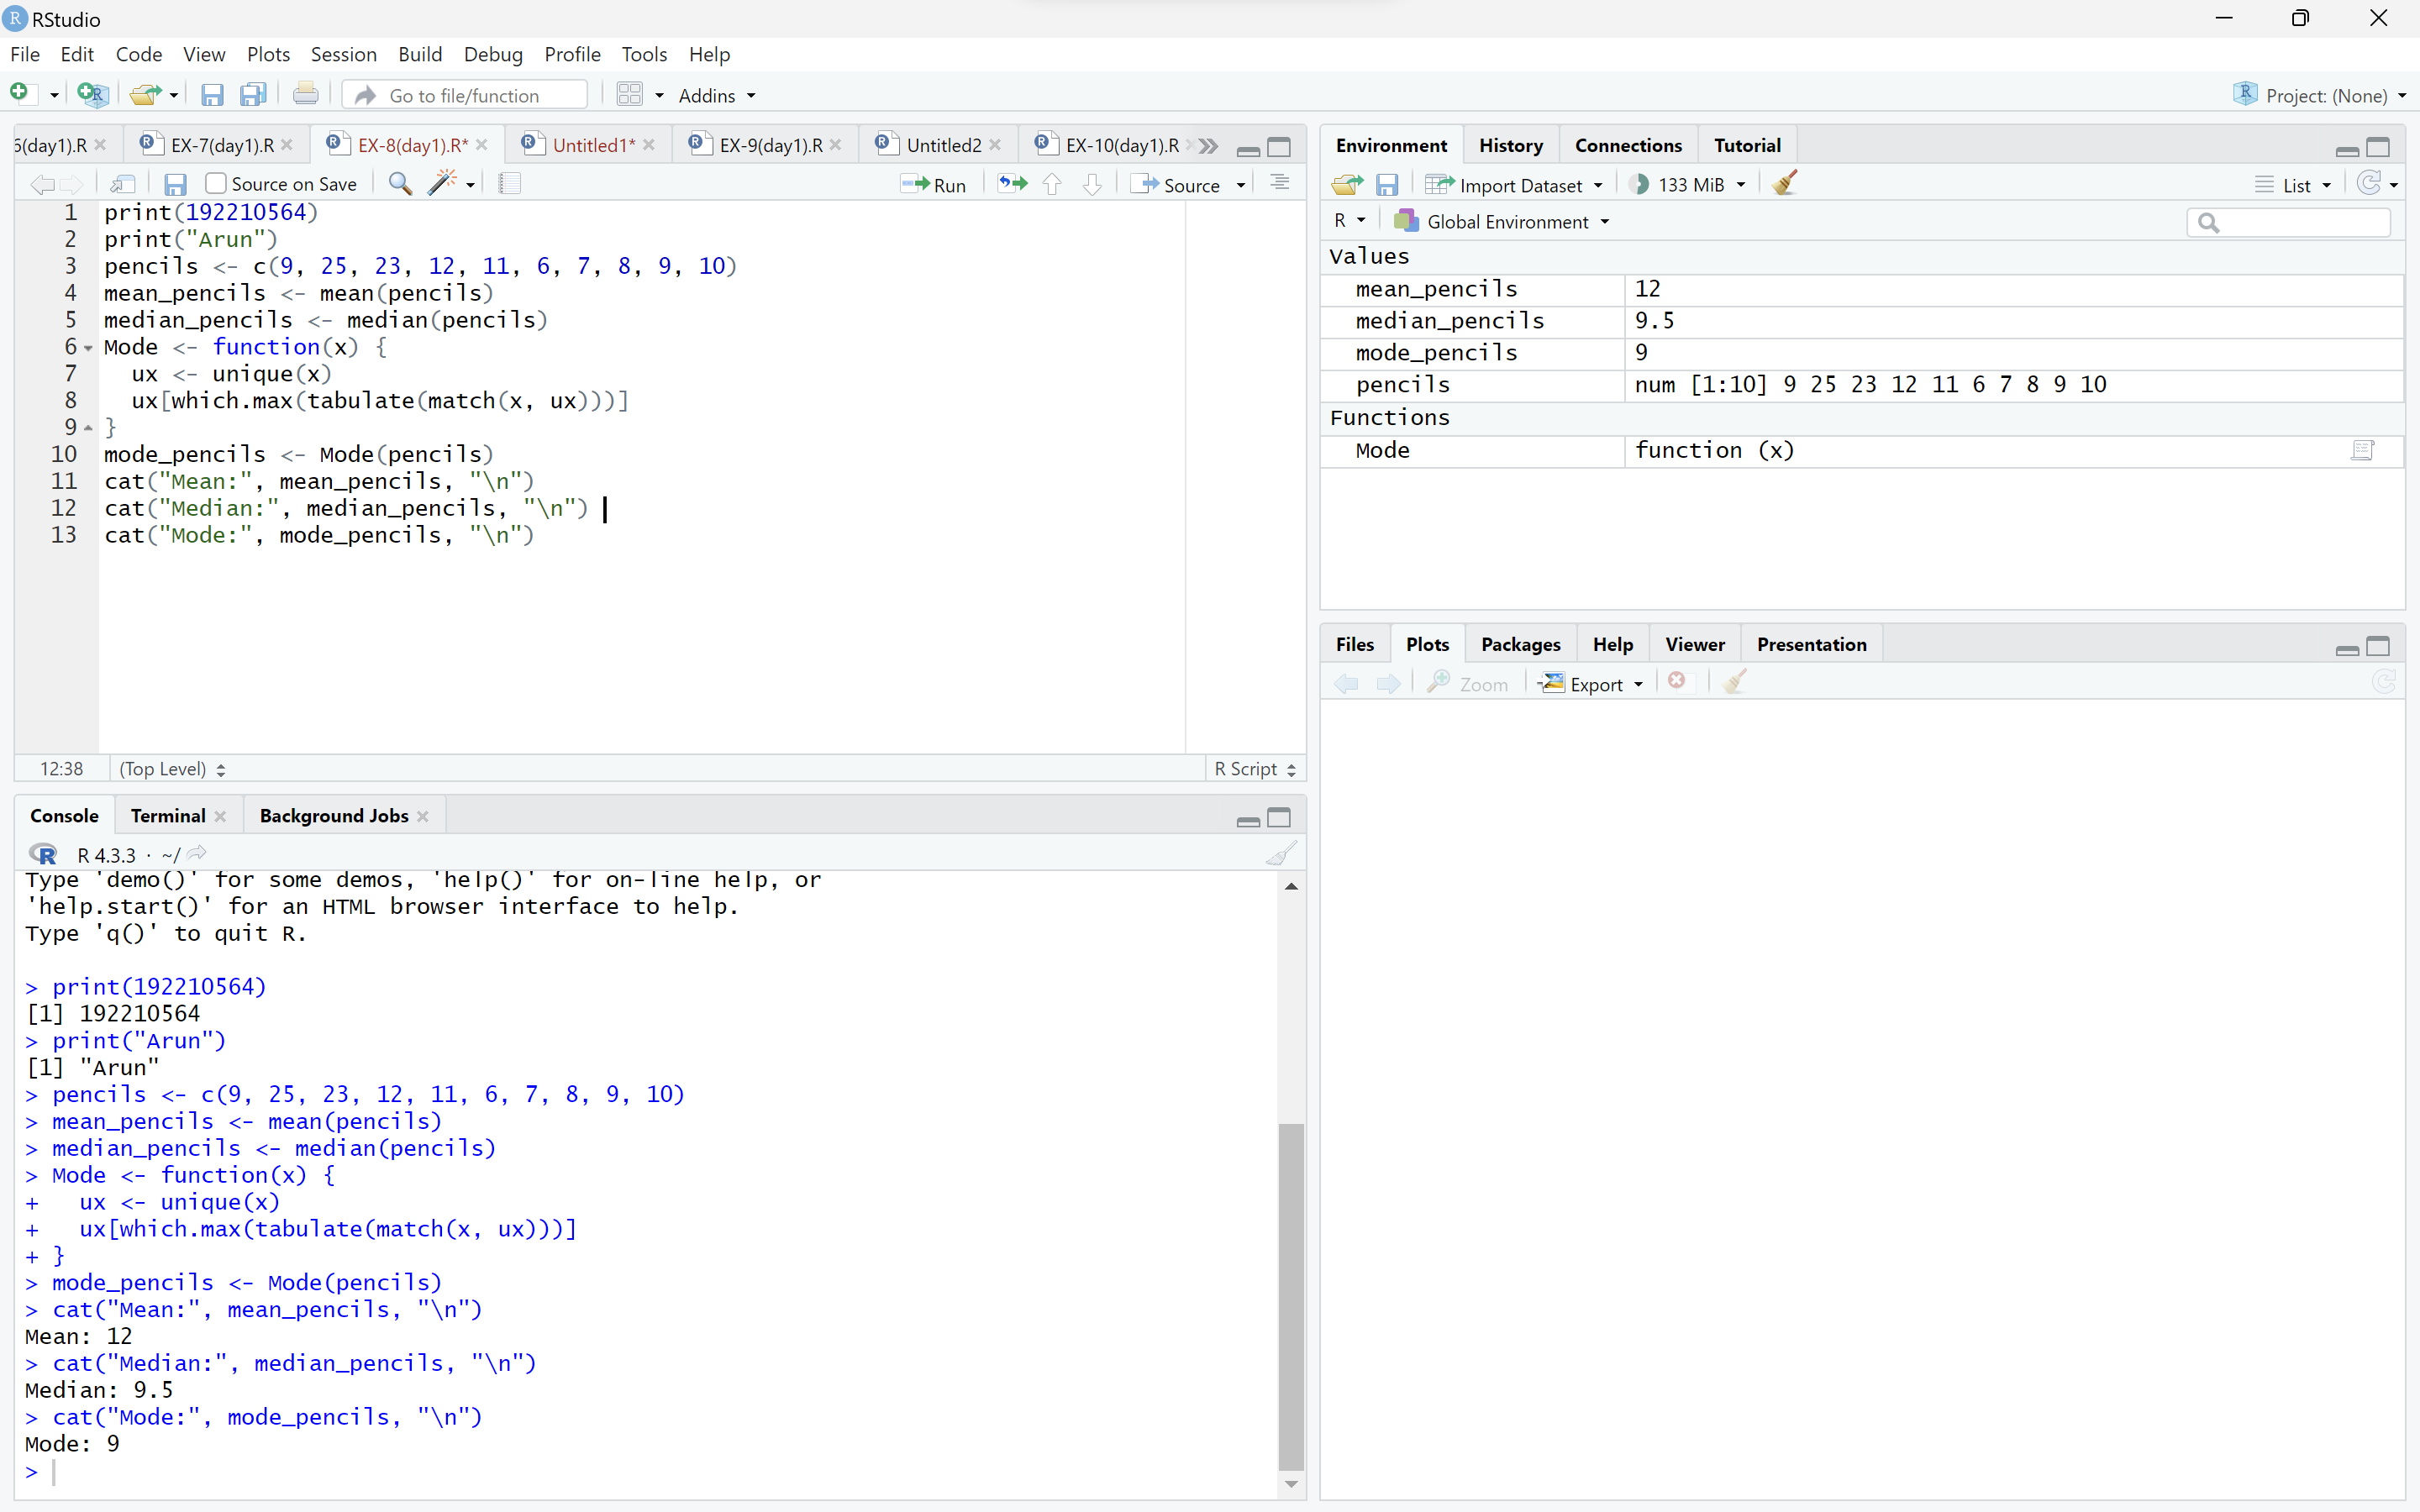 RStudio
File Edit Code View Plots Session Build Debug Profile Tools Help
Go to file/function Addins Project: (None)
6(day1).R EX-7(day1).R EX-8(day1).R* Untitled1* EX-9(day1).R Untitled2 EX-10(day1).R
Source on Save Run Source
1 print(192210564)
2 print("Arun")
3 pencils <- c(9, 25, 23, 12, 11, 6, 7, 8, 9, 10)
4 mean_pencils <- mean(pencils)
5 median_pencils <- median(pencils)
6 Mode <- function(x) {
7 ux <- unique(x)
8 ux[which.max(tabulate(match(x, ux)))]
9 }
10 mode_pencils <- Mode(pencils)
11 cat("Mean:", mean_pencils, "\n")
12 cat("Median:", median_pencils, "\n")
13 cat("Mode:", mode_pencils, "\n")
12:38 (Top Level) R Script
Console Terminal Background Jobs
R 4.3.3 · ~/
Type 'demo()' for some demos, 'help()' for on-line help, or
'help.start()' for an HTML browser interface to help.
Type 'q()' to quit R.
> print(192210564)
[1] 192210564
> print("Arun")
[1] "Arun"
> pencils <- c(9, 25, 23, 12, 11, 6, 7, 8, 9, 10)
> mean_pencils <- mean(pencils)
> median_pencils <- median(pencils)
> Mode <- function(x) {
+ ux <- unique(x)
+ ux[which.max(tabulate(match(x, ux)))]
+ }
> mode_pencils <- Mode(pencils)
> cat("Mean:", mean_pencils, "\n")
Mean: 12
> cat("Median:", median_pencils, "\n")
Median: 9.5
> cat("Mode:", mode_pencils, "\n")
Mode: 9
>
Environment History Connections Tutorial
Import Dataset 133 MiB List
R Global Environment
Values
mean_pencils 12
median_pencils 9.5
mode_pencils 9
pencils num [1:10] 9 25 23 12 11 6 7 8 9 10
Functions
Mode function (x)
Files Plots Packages Help Viewer Presentation
Zoom Export